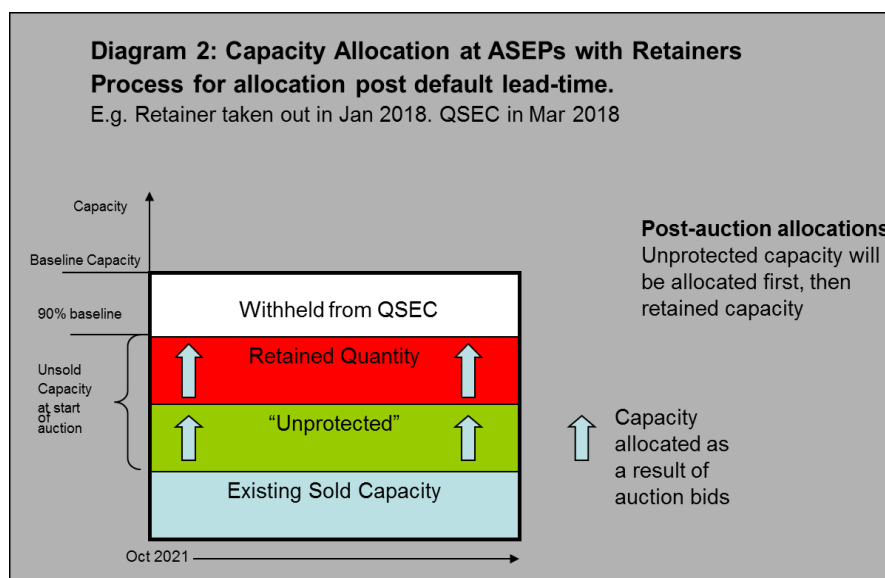 Diagram 2: Capacity Allocation at ASEPs with Retainers
Process for allocation post default lead-time.
E.g. Retainer taken out in Jan 2018. QSEC in Mar 2018
Capacity
Baseline Capacity
90% baseline
Unsold
Capacity
at start
of
auction
Withheld from QSEC
Retained Quantity
“Unprotected”
Existing Sold Capacity
Oct 2021
Post-auction allocations
Unprotected capacity will
be allocated first, then
retained capacity
Capacity
allocated as
a result of
auction bids